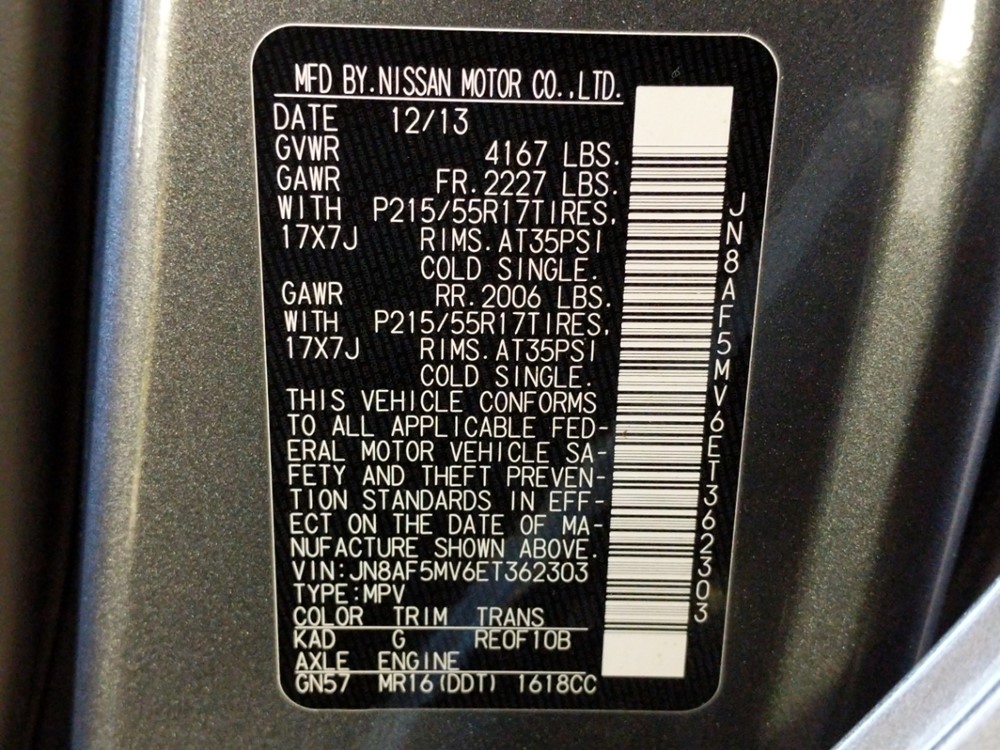 MFD BY.NISSAN MOTOR CO.,LTD.
DATE 12/13
GVWR 4167 LBS.
GAWR FR.2227 LBS.
WITH P215/55R17TIRES,
17X7J RIMS.AT35PSI
COLD SINGLE.
GAWR RR.2006 LBS.
WITH P215/55R17TIRES,
17X7J RIMS.AT35PSI
COLD SINGLE.
THIS VEHICLE CONFORMS
TO ALL APPLICABLE FED-
ERAL MOTOR VEHICLE SA-
FETY AND THEFT PREVEN-
TION STANDARDS IN EFF-
ECT ON THE DATE OF MA-
NUFACTURE SHOWN ABOVE.
VIN:JN8AF5MV6ET362303
TYPE:MPV
COLOR TRIM TRANS
KAD G RE0F10B
AXLE ENGINE
GN57 MR16(DDT) 1618CC
JN8AF5MV6ET362303